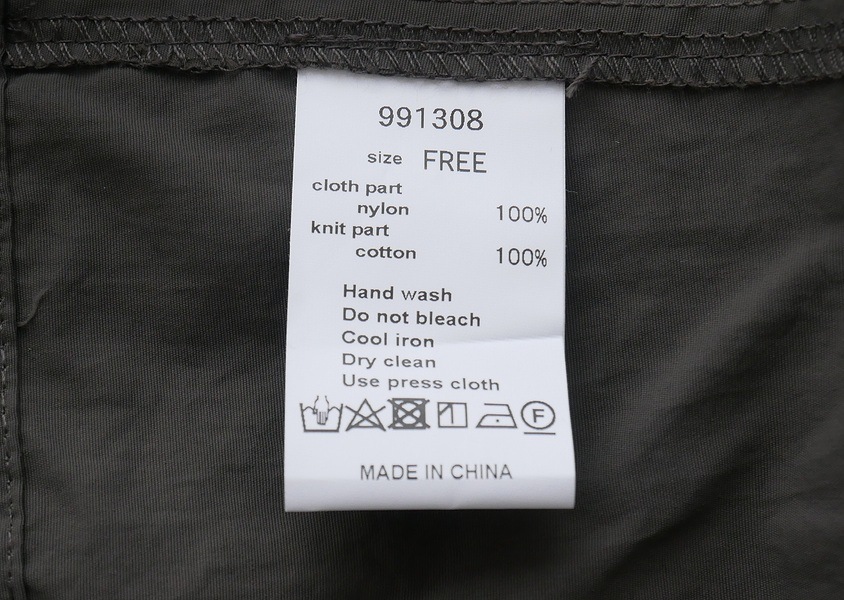 991308
size FREE
cloth part
nylon 100%
knit part
cotton 100%
Hand wash
Do not bleach
Cool iron
Dry clean
Use press cloth
F
MADE IN CHINA